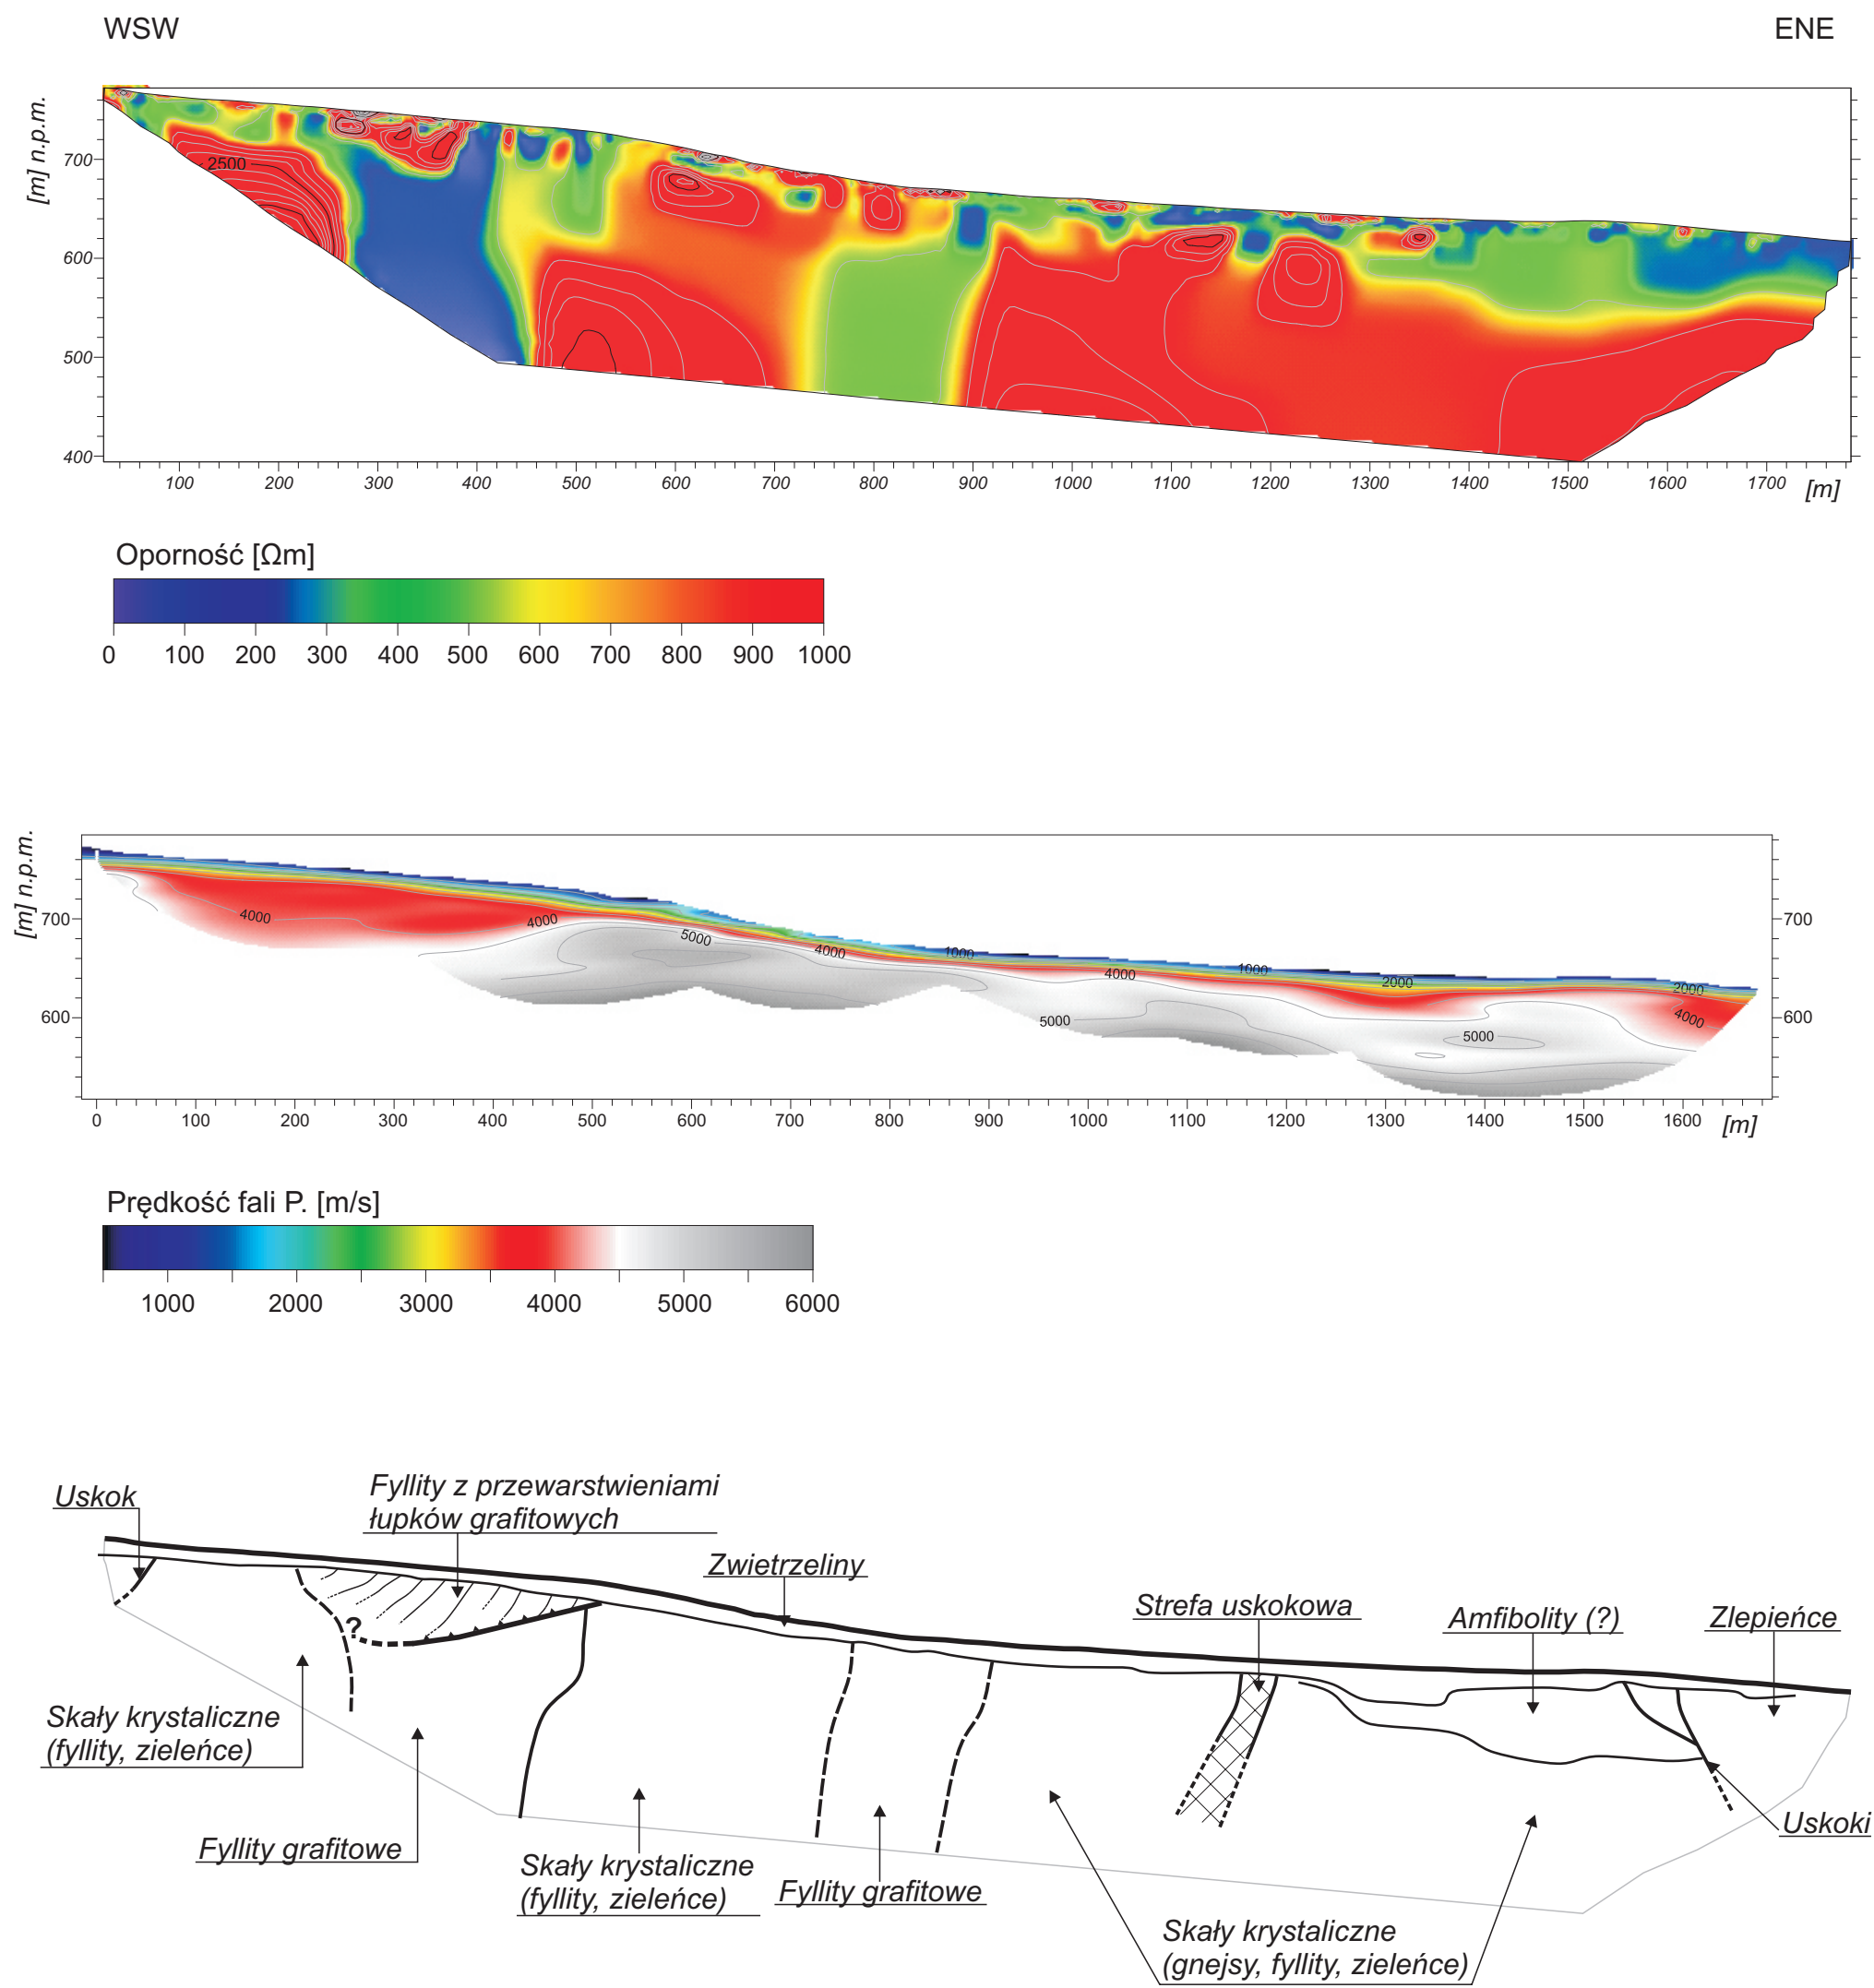 WSW
ENE
[m] n.p.m.
700
600
500
400
2500
100 200 300 400 500 600 700 800 900 1000 1100 1200 1300 1400 1500 1600 1700 [m]
Oporność [Ωm]
0 100 200 300 400 500 600 700 800 900 1000
[m] n.p.m.
700
600
4000 4000 5000 4000 1000 5000 4000 1000 2000 5000 2000 4000
700
600
0 100 200 300 400 500 600 700 800 900 1000 1100 1200 1300 1400 1500 1600 [m]
Prędkość fali P. [m/s]
1000 2000 3000 4000 5000 6000
Uskok
Fyllity z przewarstwieniami
łupków grafitowych
Zwietrzeliny
Strefa uskokowa
Amfibolity (?)
Zlepieńce
?
Skały krystaliczne
(fyllity, zieleńce)
Fyllity grafitowe
Skały krystaliczne
(fyllity, zieleńce)
Fyllity grafitowe
Uskoki
Skały krystaliczne
(gnejsy, fyllity, zieleńce)